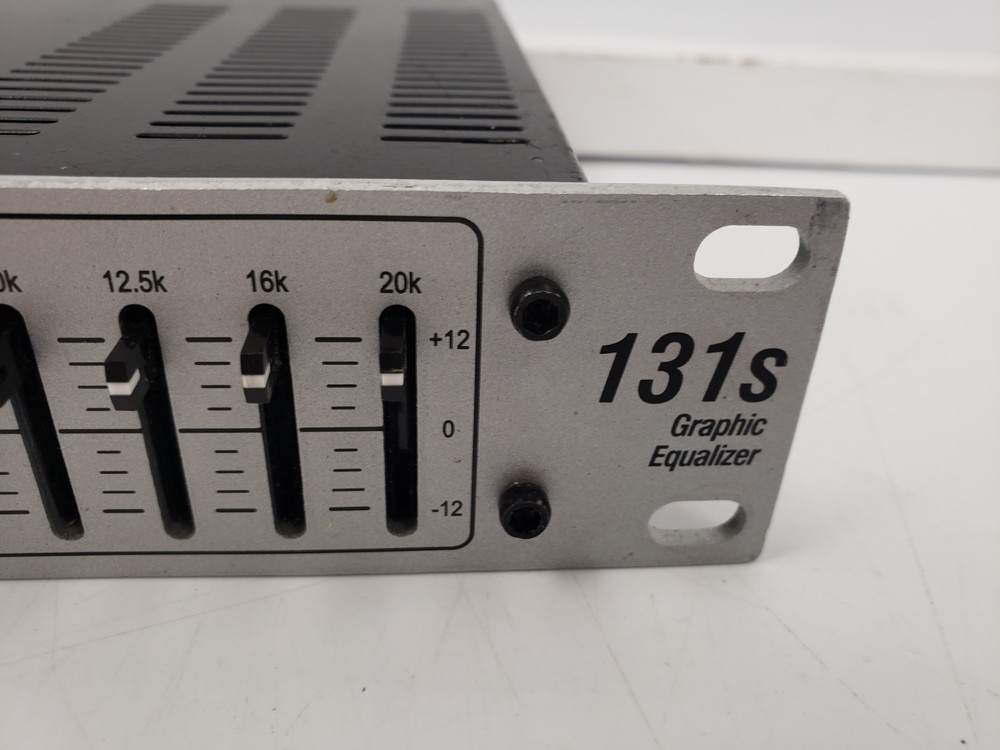 12.5k 16k 20k
+12
0
-12
131s
Graphic
Equalizer